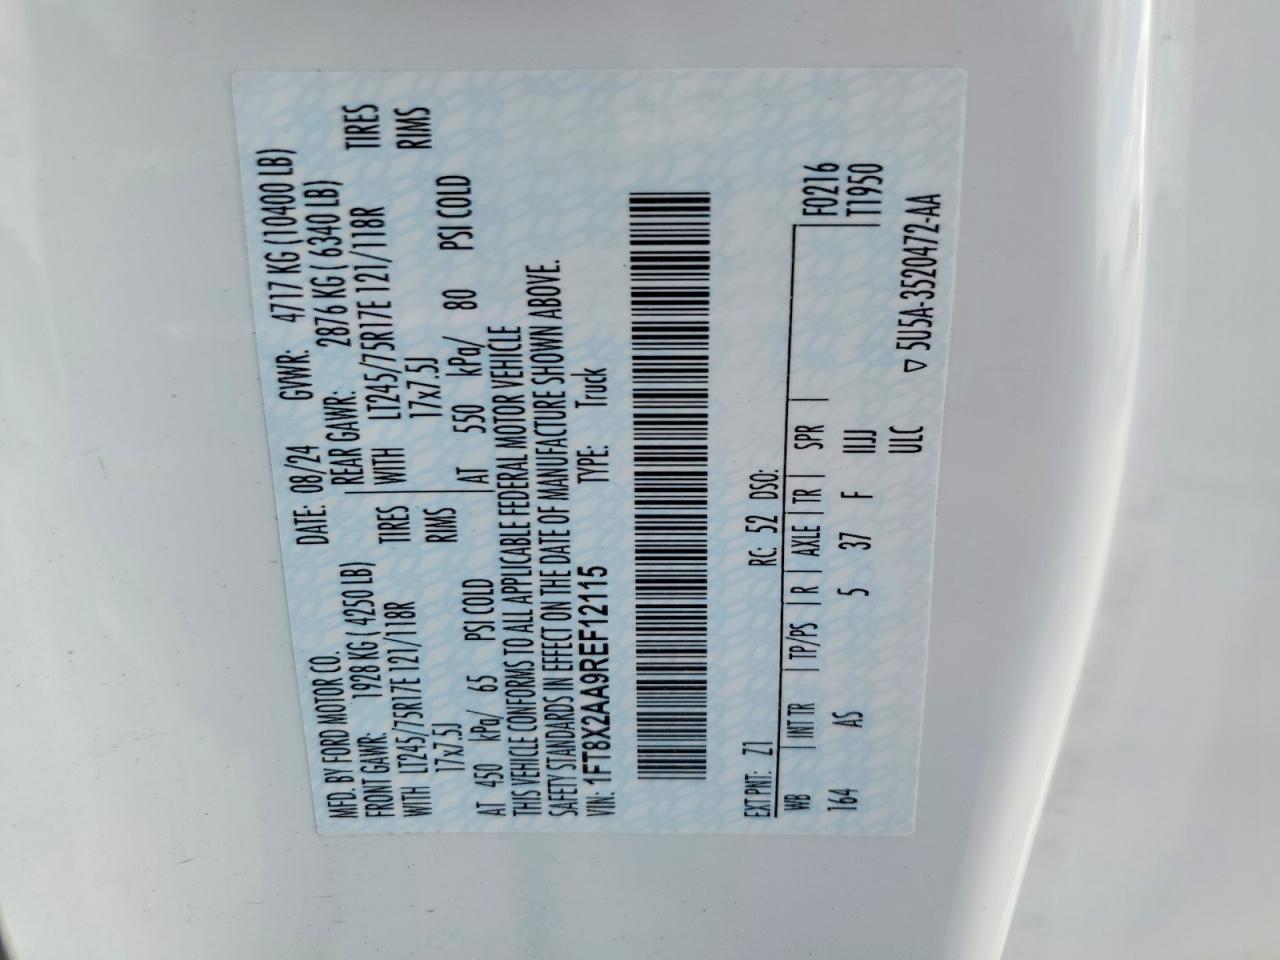 MFD. BY FORD MOTOR CO. DATE: 08/24 GVWR: 4717 KG (10400 LB)
FRONT GAWR: 1928 KG ( 4250 LB) REAR GAWR: 2876 KG ( 6340 LB)
WITH LT245/75R17E 121/118R TIRES WITH LT245/75R17E 121/118R TIRES
17x7.5J RIMS 17x7.5J RIMS
AT 450 kPa/ 65 PSI COLD AT 550 kPa/ 80 PSI COLD
THIS VEHICLE CONFORMS TO ALL APPLICABLE FEDERAL MOTOR VEHICLE
SAFETY STANDARDS IN EFFECT ON THE DATE OF MANUFACTURE SHOWN ABOVE.
VIN: 1FT8X2AA9REF12115 TYPE: Truck
EXT PNT: Z1 RC: 52 DSO:
WB | INT TR | TP/PS | R | AXLE | TR | SPR | F0216
164 AS 5 37 F IIJJ T1950
ULC ▽ 5U5A-3520472-AA